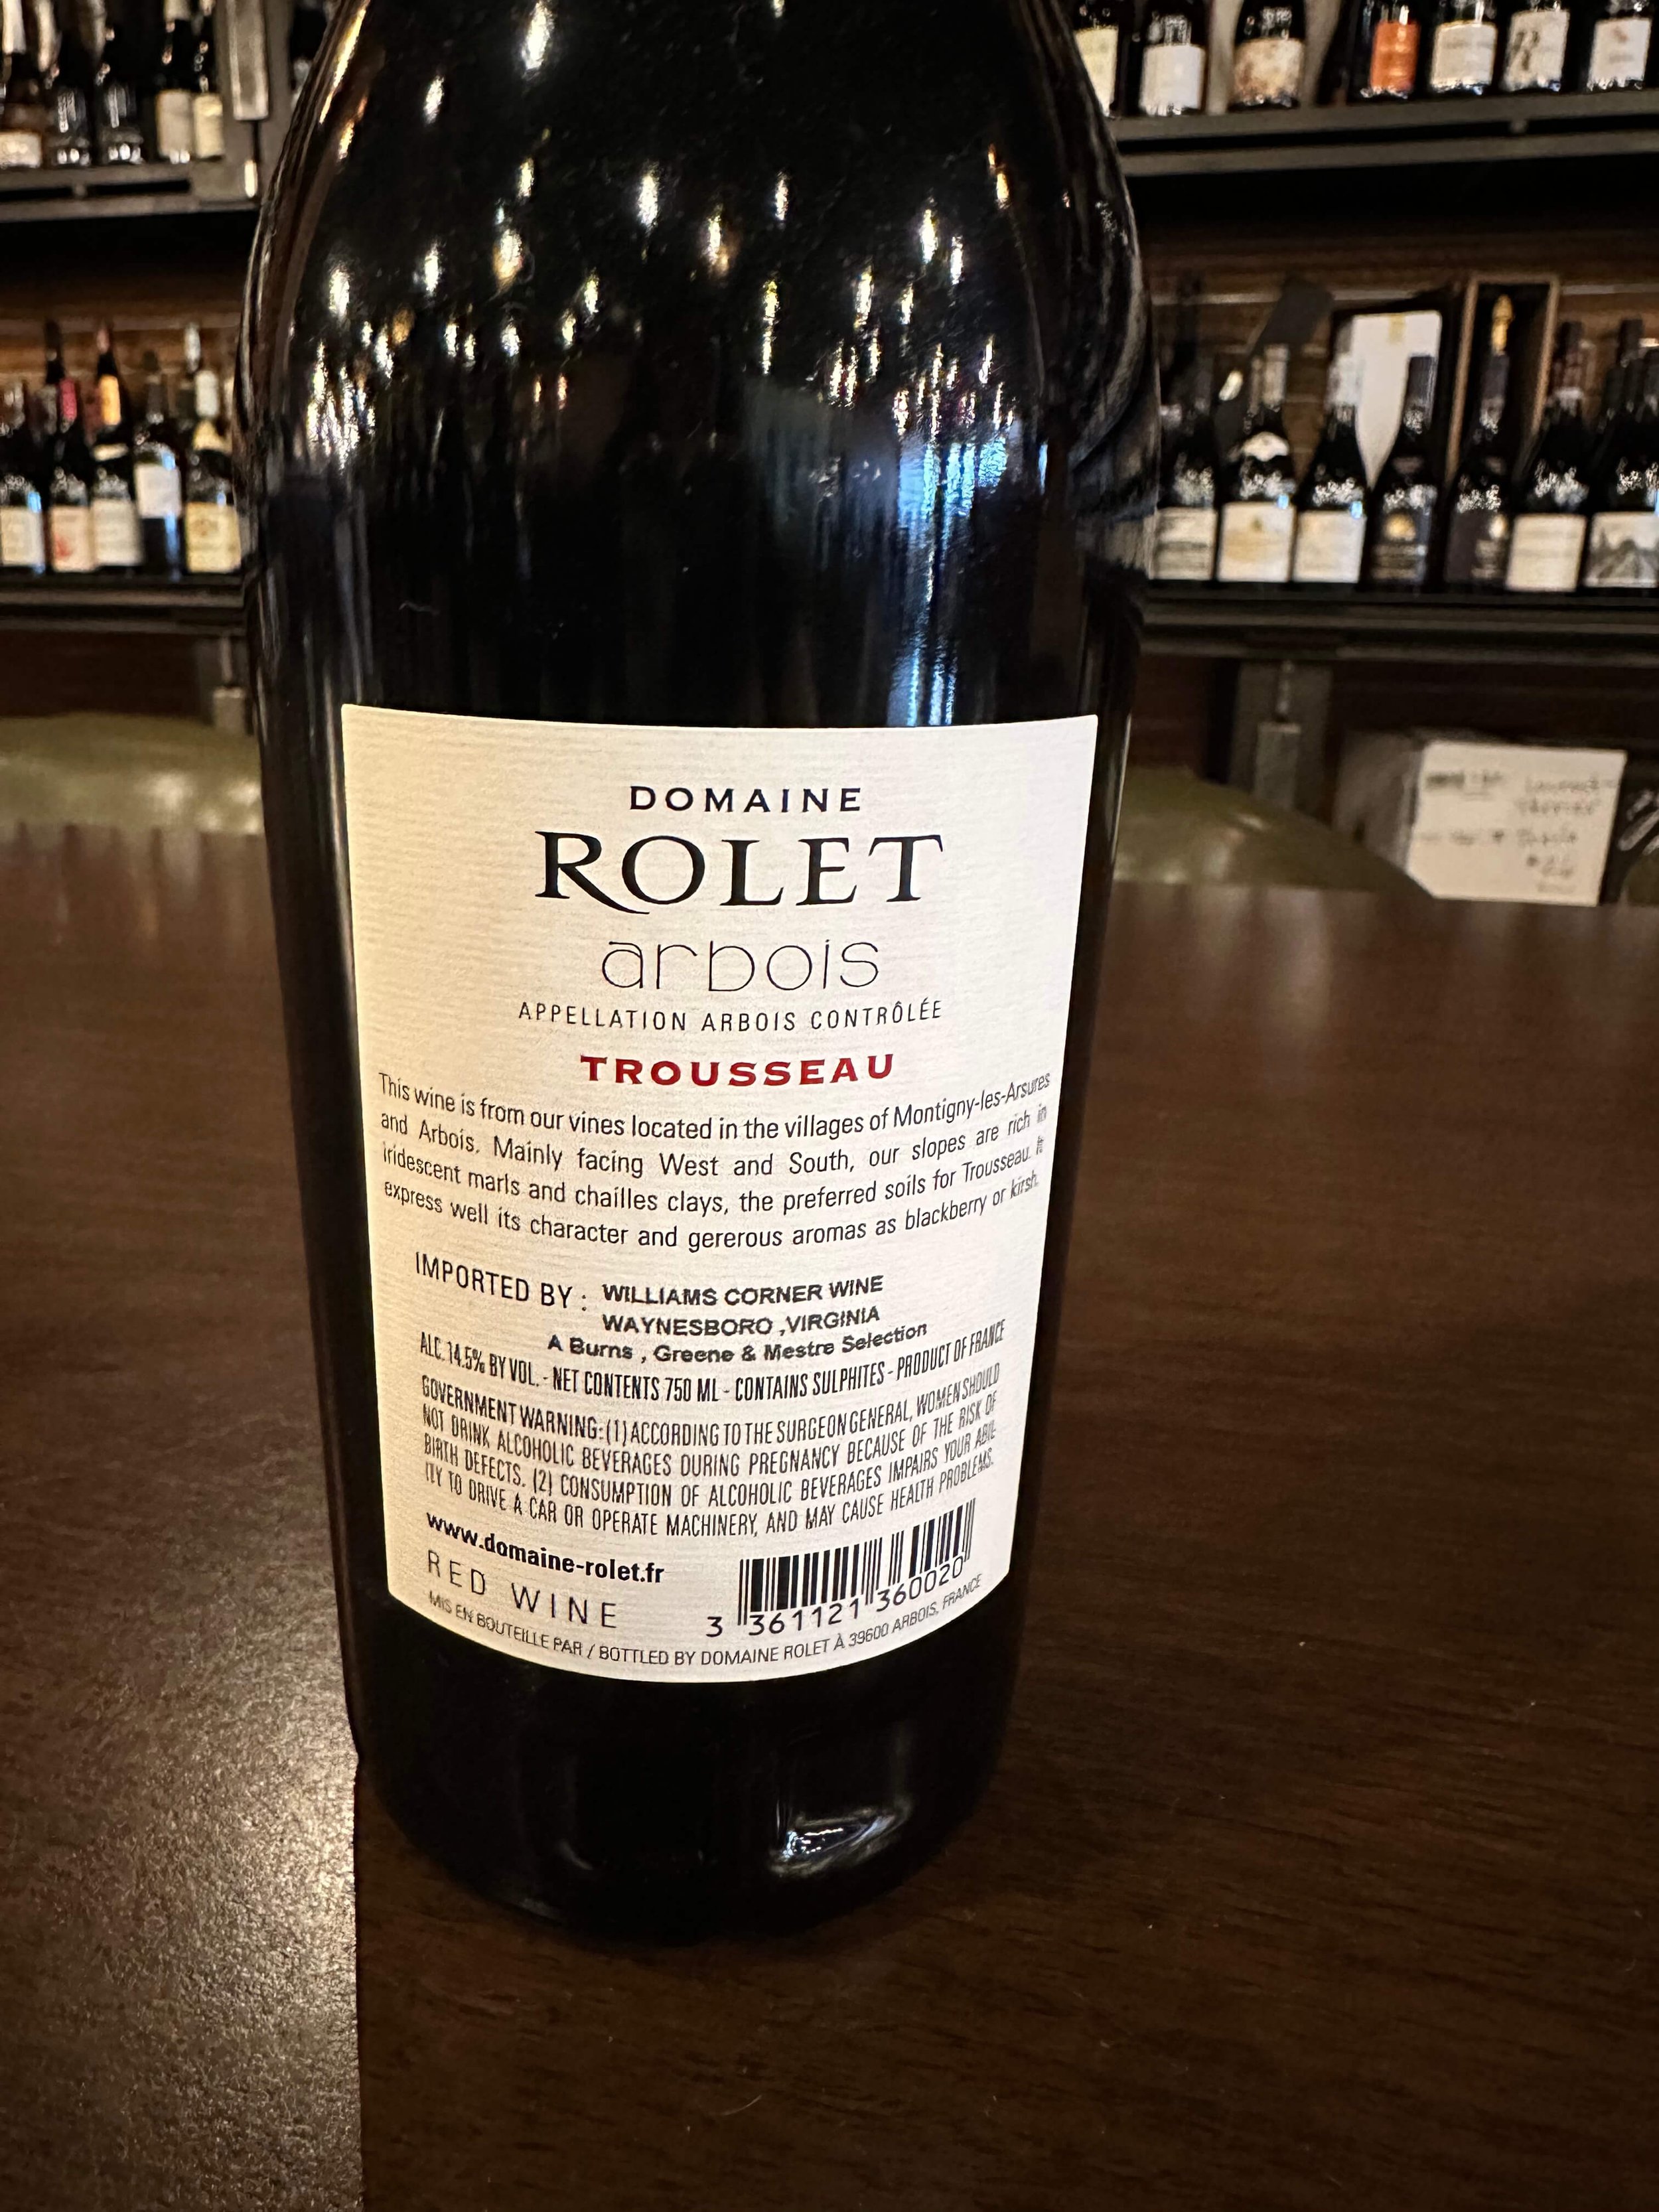 DOMAINE
ROLET
arbois
APPELLATION ARBOIS CONTRÔLÉE
TROUSSEAU
This wine is from our vines located in the villages of Montigny-les-Arsures
and Arbois. Mainly facing West and South, our slopes are rich in
iridescent marls and chailles clays, the preferred soils for Trousseau. It
express well its character and gererous aromas as blackberry or kirsh.
IMPORTED BY : WILLIAMS CORNER WINE
WAYNESBORO ,VIRGINIA
A Burns , Greene & Mestre Selection
ALC. 14.5% BY VOL. - NET CONTENTS 750 ML - CONTAINS SULPHITES - PRODUCT OF FRANCE
GOVERNMENT WARNING: (1) ACCORDING TO THE SURGEON GENERAL, WOMEN SHOULD
NOT DRINK ALCOHOLIC BEVERAGES DURING PREGNANCY BECAUSE OF THE RISK OF
BIRTH DEFECTS. (2) CONSUMPTION OF ALCOHOLIC BEVERAGES IMPAIRS YOUR ABIL-
ITY TO DRIVE A CAR OR OPERATE MACHINERY, AND MAY CAUSE HEALTH PROBLEMS.
www.domaine-rolet.fr
RED WINE
3 361121 360020
MIS EN BOUTEILLE PAR / BOTTLED BY DOMAINE ROLET À 39600 ARBOIS, FRANCE